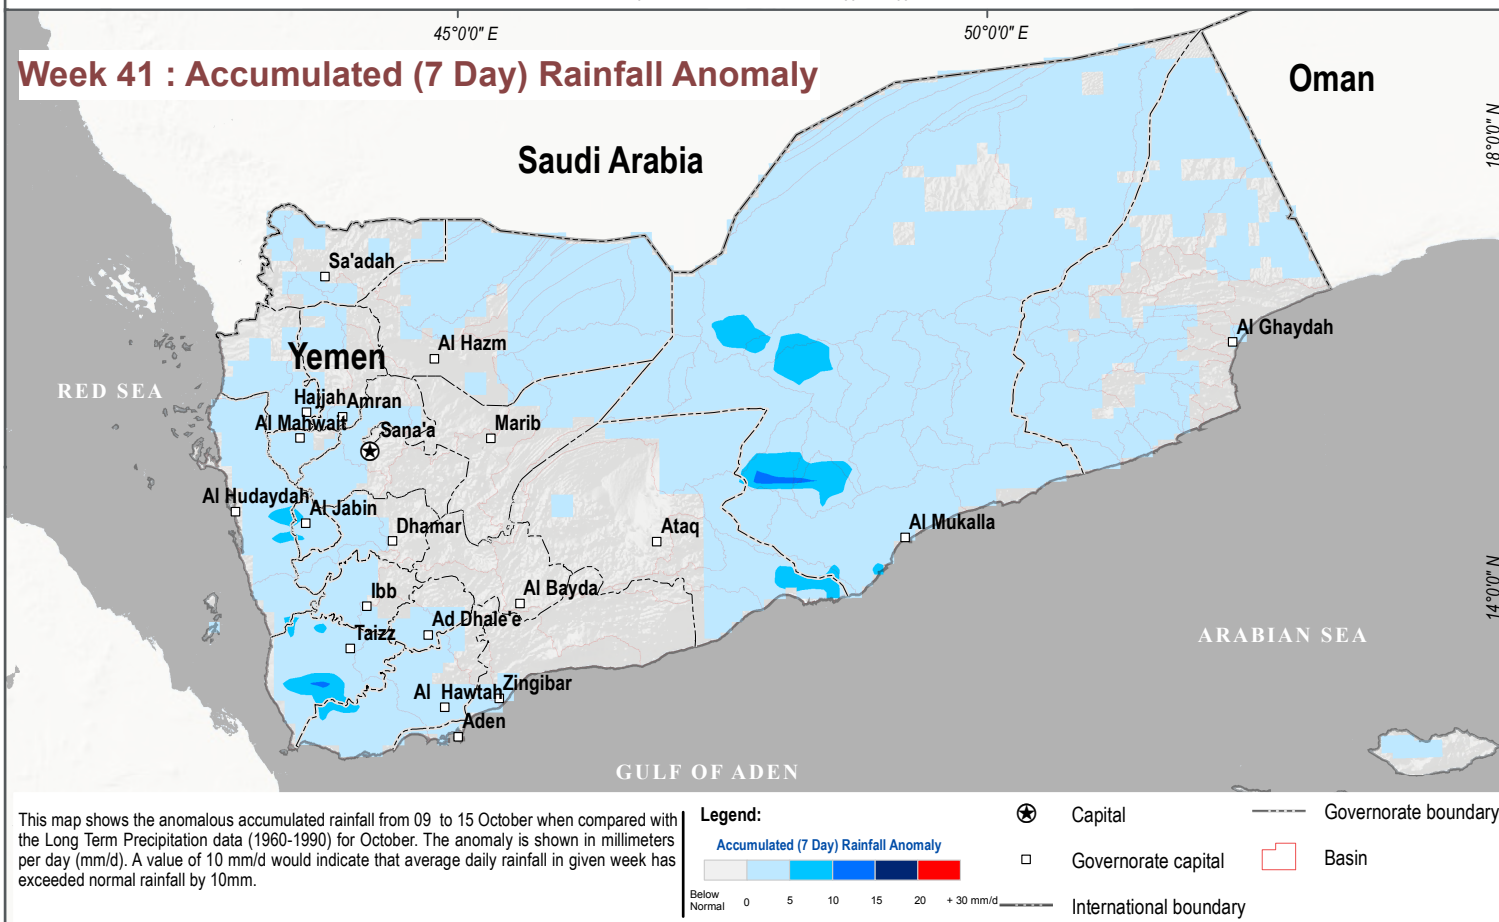 45°0'0" E
50°0'0" E
Week 41 : Accumulated (7 Day) Rainfall Anomaly
Oman
18°0'0" N
Saudi Arabia
Sa'adah
Al Ghaydah
Yemen
Al Hazm
RED SEA
Hajjah
Amran
Al Mahwait
Sana'a
Marib
Al Hudaydah
Al Jabin
Dhamar
Ataq
Al Mukalla
Ibb
Al Bayda
14°0'0" N
Taizz
Ad Dhale'e
ARABIAN SEA
Al Hawtah
Zingibar
Aden
GULF OF ADEN
This map shows the anomalous accumulated rainfall from 09 to 15 October when compared with
the Long Term Precipitation data (1960-1990) for October. The anomaly is shown in millimeters
per day (mm/d). A value of 10 mm/d would indicate that average daily rainfall in given week has
exceeded normal rainfall by 10mm.
Legend:
Accumulated (7 Day) Rainfall Anomaly
Below
Normal
0 5 10 15 20 + 30 mm/d
Capital
Governorate capital
International boundary
Governorate boundary
Basin